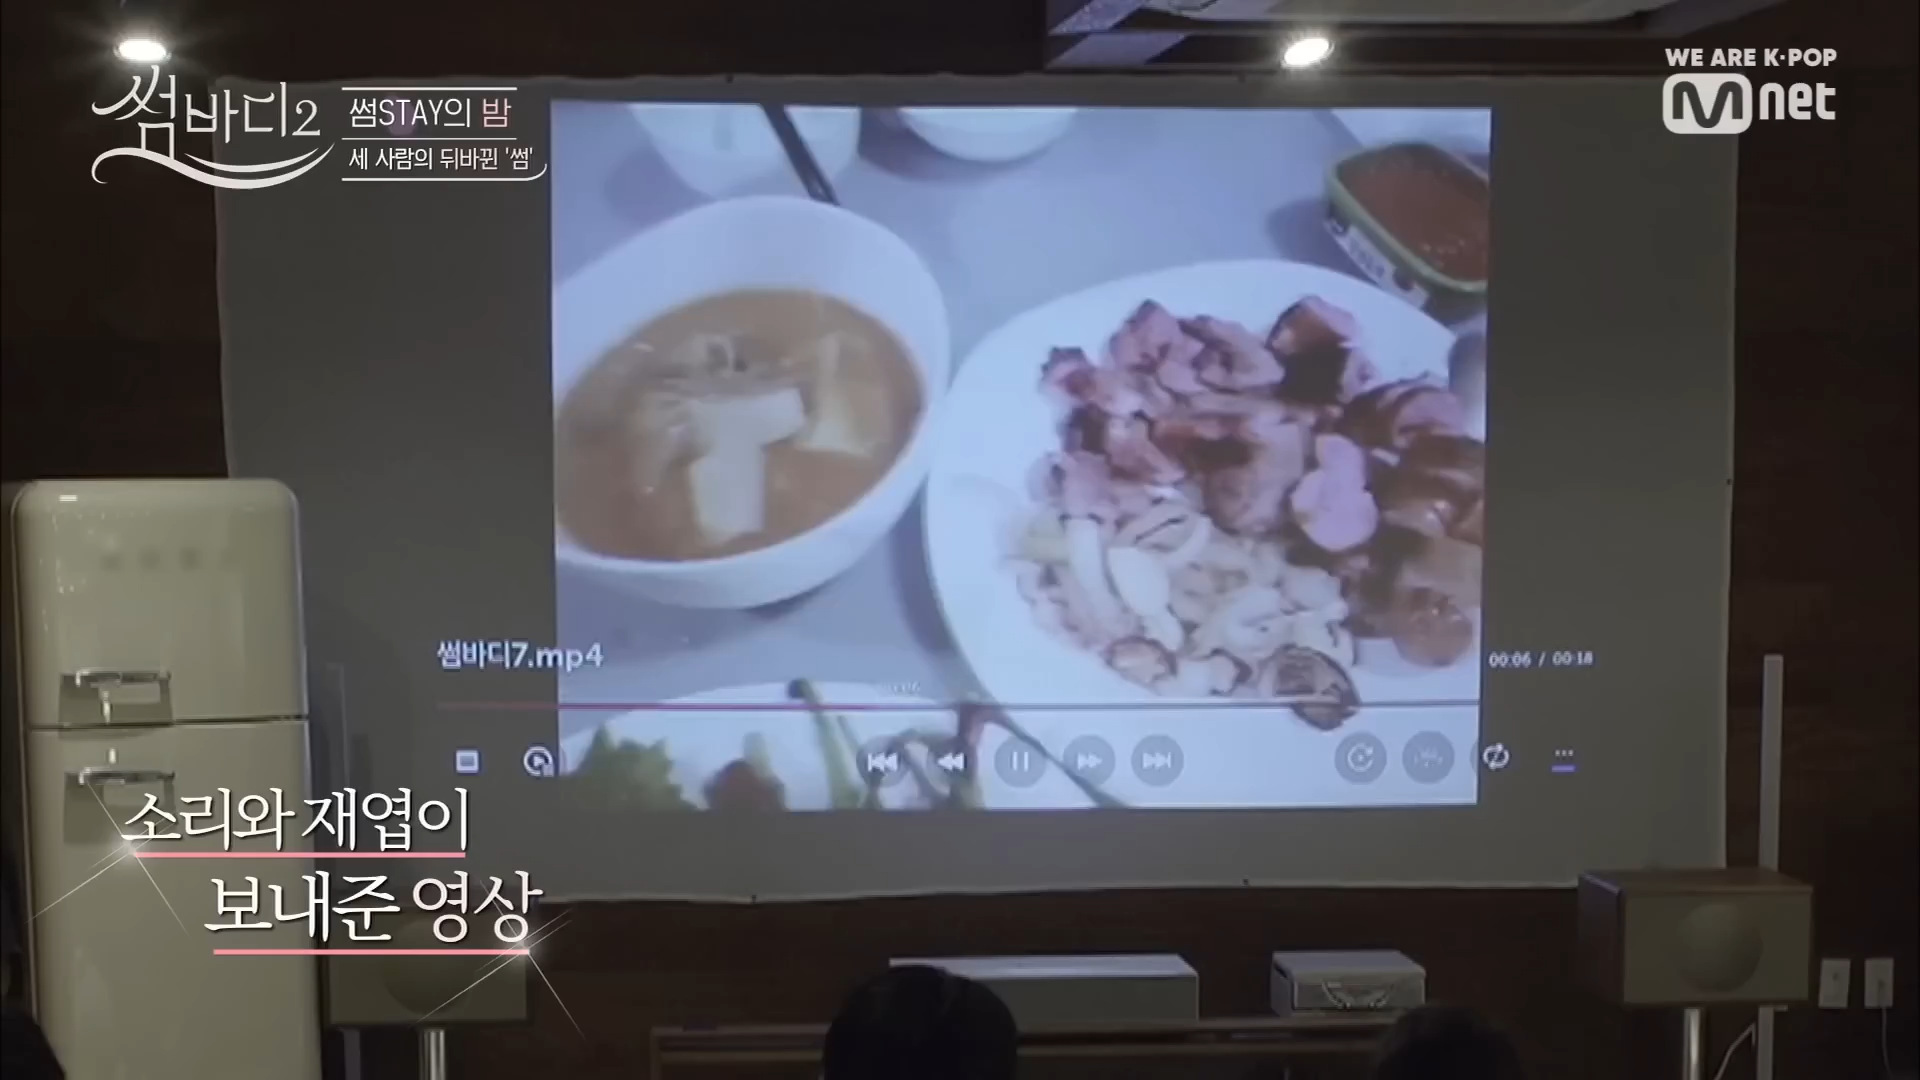 썸바디2
썸STAY의 밤
세 사람의 뒤바뀐 '썸'
WE ARE K-POP
Mnet
썸바디7.mp4
00:06 / 00:18
소리와 재엽이
보내준 영상